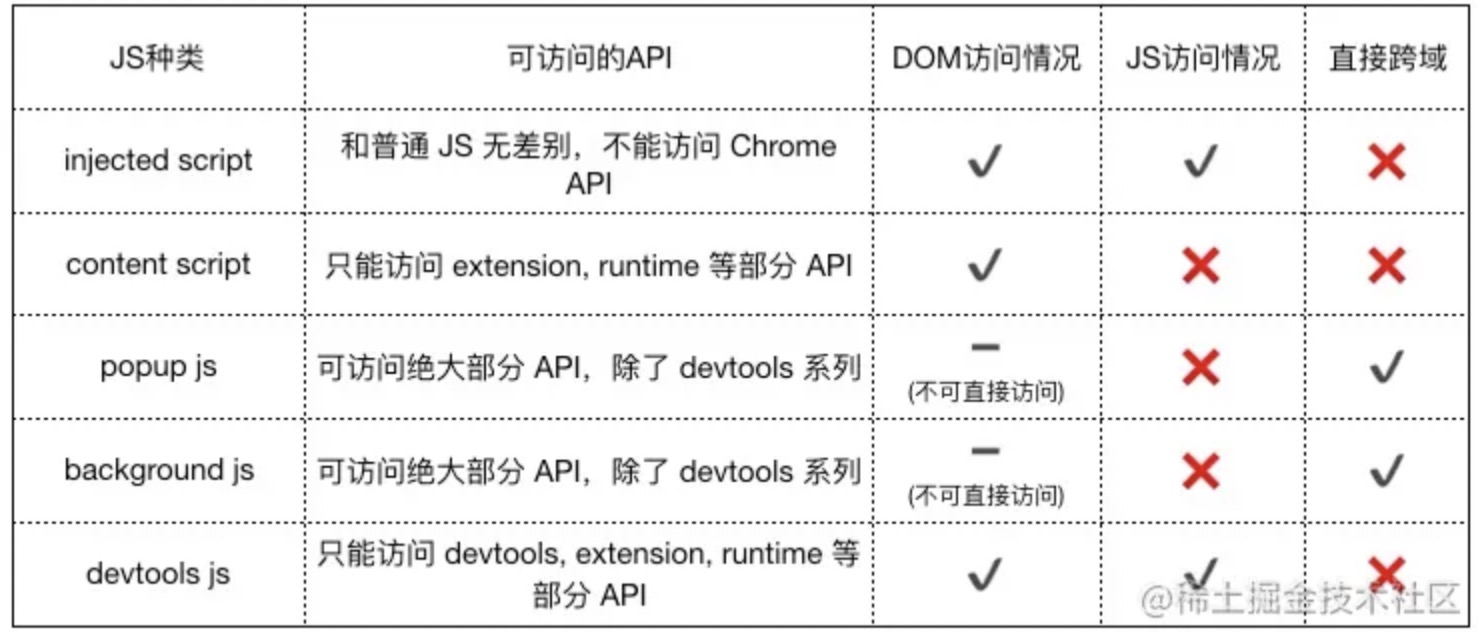 JS种类 可访问的API DOM访问情况 JS访问情况 直接跨域
injected script 和普通 JS 无差别，不能访问 Chrome
API ✔ ✔ ❌
content script 只能访问 extension, runtime 等部分 API ✔ ❌ ❌
popup js 可访问绝大部分 API，除了 devtools 系列 – ❌ ✔
(不可直接访问)
background js 可访问绝大部分 API，除了 devtools 系列 – ❌ ✔
(不可直接访问)
devtools js 只能访问 devtools, extension, runtime 等
部分 API ✔ ✔ ❌
@稀土掘金技术社区